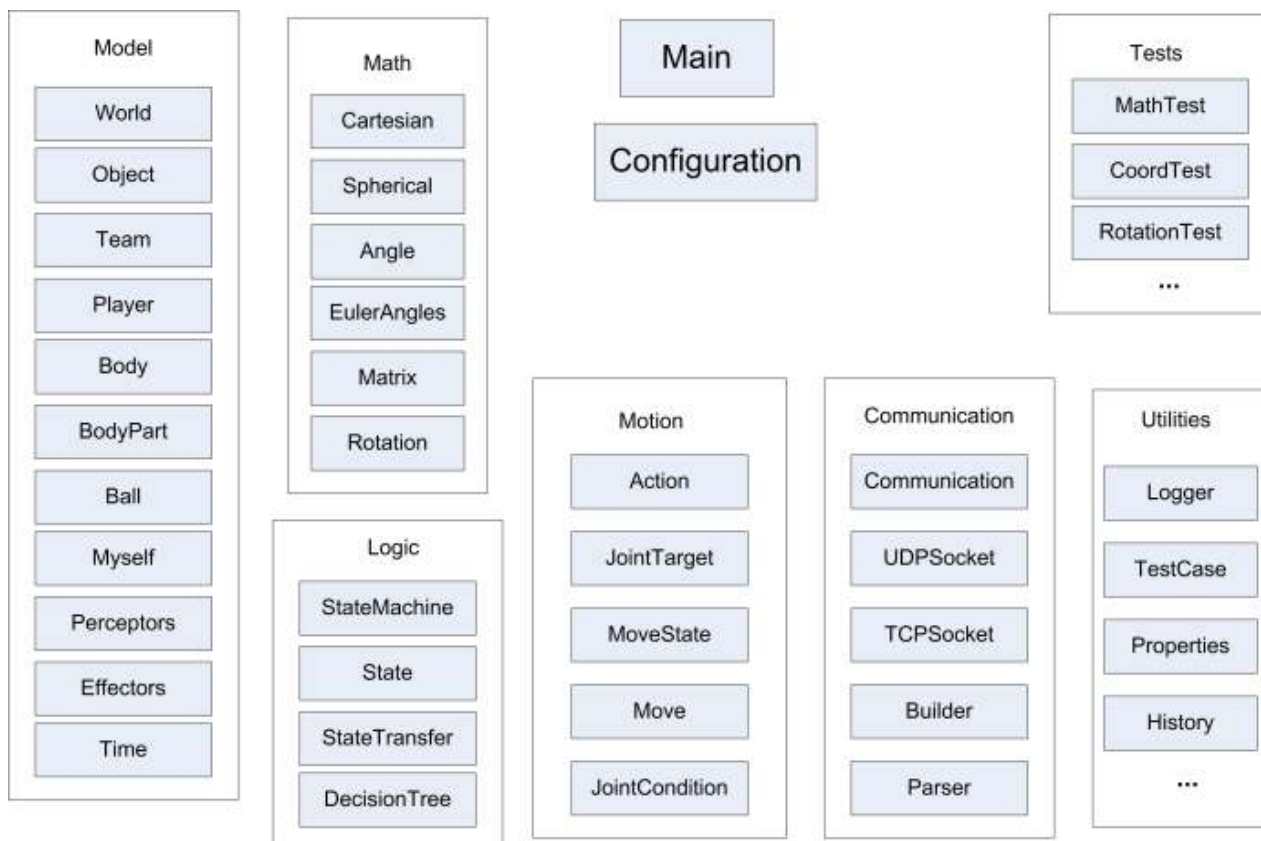 Model
World
Object
Team
Player
Body
BodyPart
Ball
Myself
Perceptors
Effectors
Time
Math
Cartesian
Spherical
Angle
EulerAngles
Matrix
Rotation
Logic
StateMachine
State
StateTransfer
DecisionTree
Main
Configuration
Motion
Action
JointTarget
MoveState
Move
JointCondition
Communication
Communication
UDPSocket
TCPSocket
Builder
Parser
Tests
MathTest
CoordTest
RotationTest
...
Utilities
Logger
TestCase
Properties
History
...